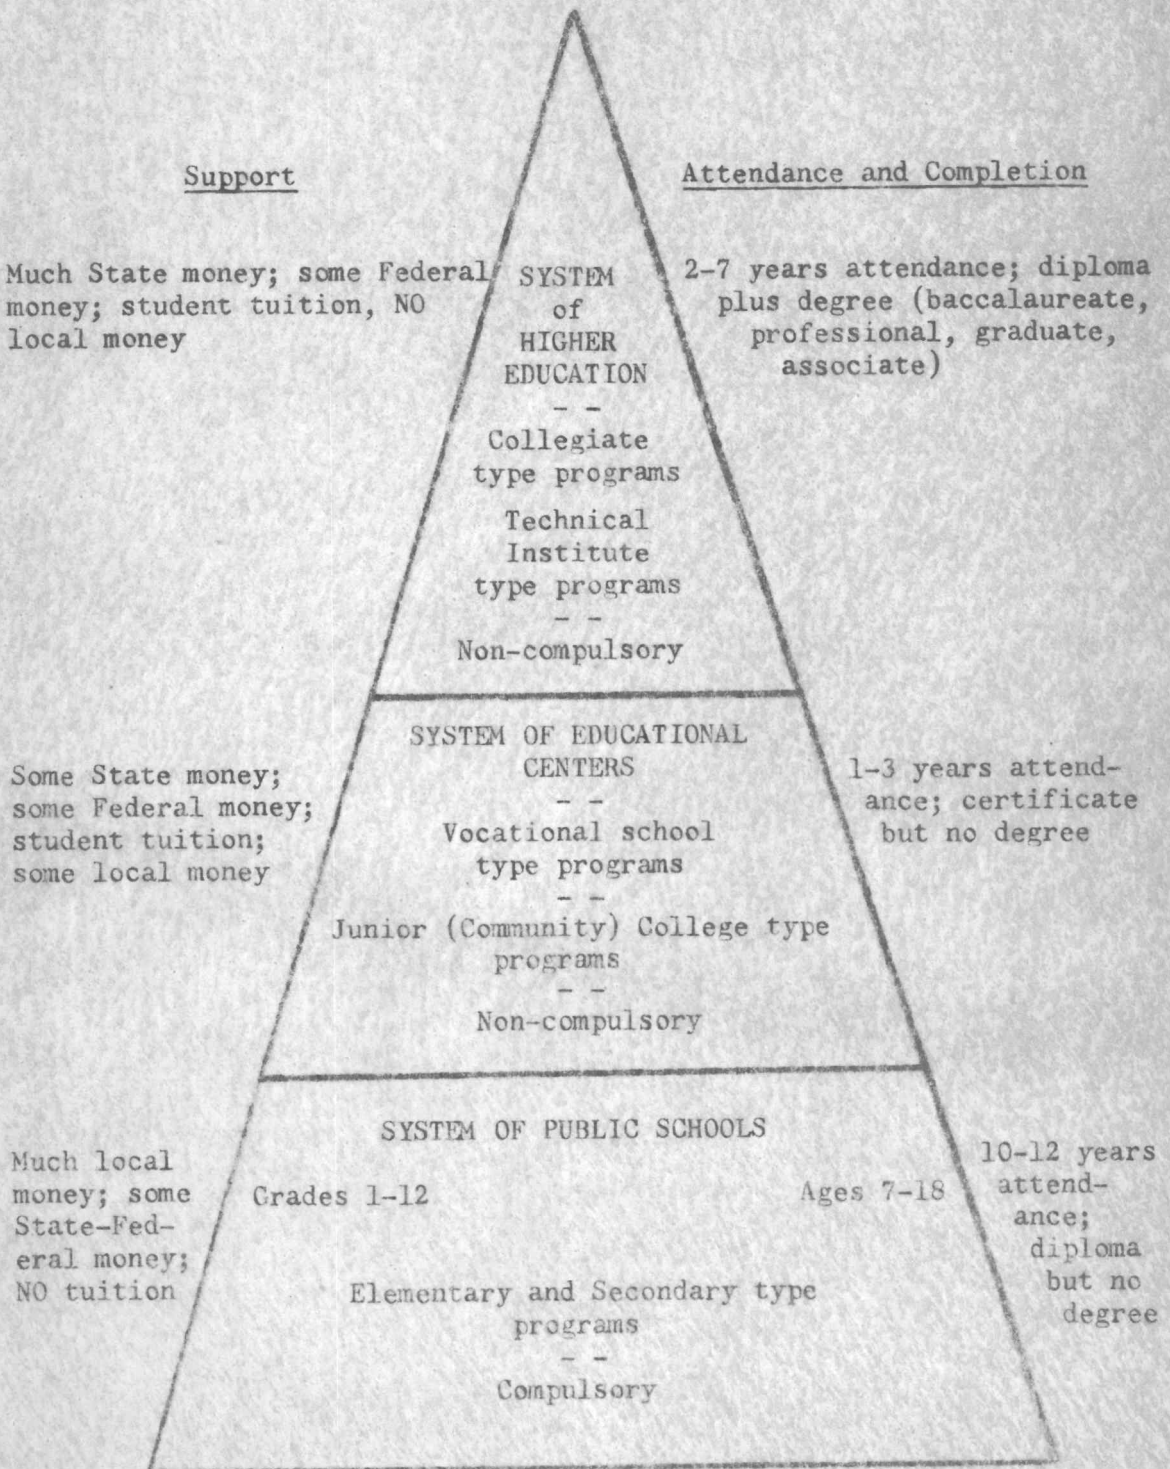 Support
Attendance and Completion
Much State money; some Federal
money; student tuition, NO
local money
SYSTEM
of
HIGHER
EDUCATION
- -
Collegiate
type programs
Technical
Institute
type programs
- -
Non-compulsory
2-7 years attendance; diploma
plus degree (baccalaureate,
professional, graduate,
associate)
Some State money;
some Federal money;
student tuition;
some local money
SYSTEM OF EDUCATIONAL
CENTERS
- -
Vocational school
type programs
- -
Junior (Community) College type
programs
- -
Non-compulsory
1-3 years attend-
ance; certificate
but no degree
Much local
money; some
State-Fed-
eral money;
NO tuition
SYSTEM OF PUBLIC SCHOOLS
Grades 1-12
Ages 7-18
Elementary and Secondary type
programs
- -
Compulsory
10-12 years
attend-
ance;
diploma
but no
degree